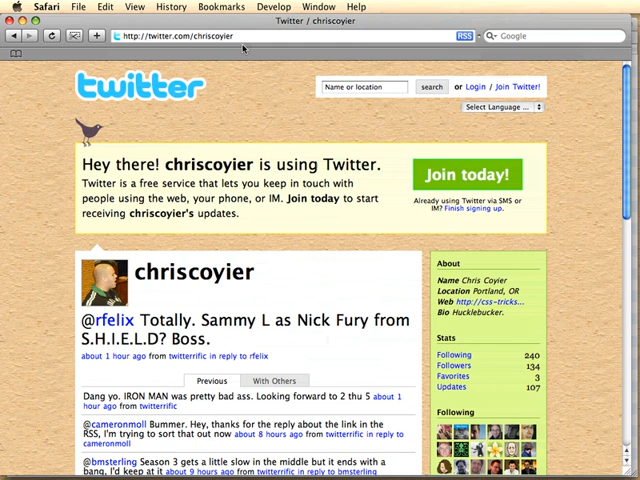 Safari File Edit View History Bookmarks Develop Window Help
Twitter / chriscoyier
http://twitter.com/chriscoyier RSS Google
twitter
Name or location search or Login / Join Twitter!
Select Language ...
Hey there! chriscoyier is using Twitter.
Twitter is a free service that lets you keep in touch with
people using the web, your phone, or IM. Join today to start
receiving chriscoyier's updates.
Join today!
Already using Twitter via SMS or
IM? Finish signing up.
chriscoyier
@rfelix Totally. Sammy L as Nick Fury from
S.H.I.E.L.D? Boss.
about 1 hour ago from twitterrific in reply to rfelix
Previous With Others
Dang yo. IRON MAN was pretty bad ass. Looking forward to 2 thu 5 about 1
hour ago from twitterrific
@cameronmoll Bummer. Hey, thanks for the reply about the link in the
RSS, I'm trying to sort that out now about 8 hours ago from twitterrific in reply to
cameronmoll
@bmsterling Season 3 gets a little slow in the middle but it ends with a
bang, I'd keep at it about 9 hours ago from twitterrific in reply to bmsterling
About
Name Chris Coyier
Location Portland, OR
Web http://css-tricks...
Bio Hucklebucker.
Stats
Following 240
Followers 134
Favorites 3
Updates 107
Following